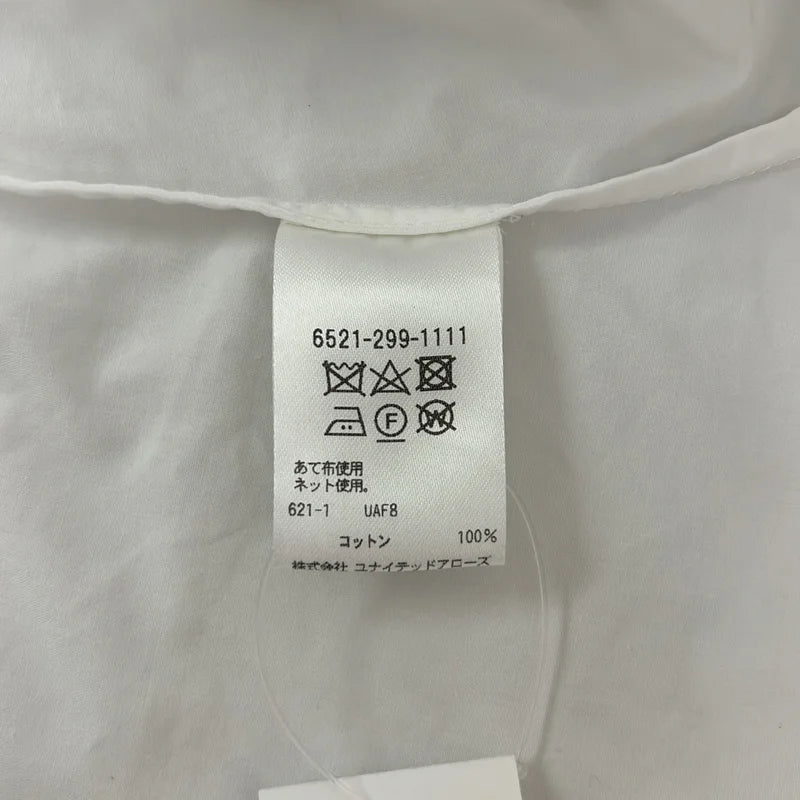 6521-299-1111
F W
あて布使用
ネット使用。
621-1 UAF8
コットン 100%
株式会社 ユナイテッドアローズ